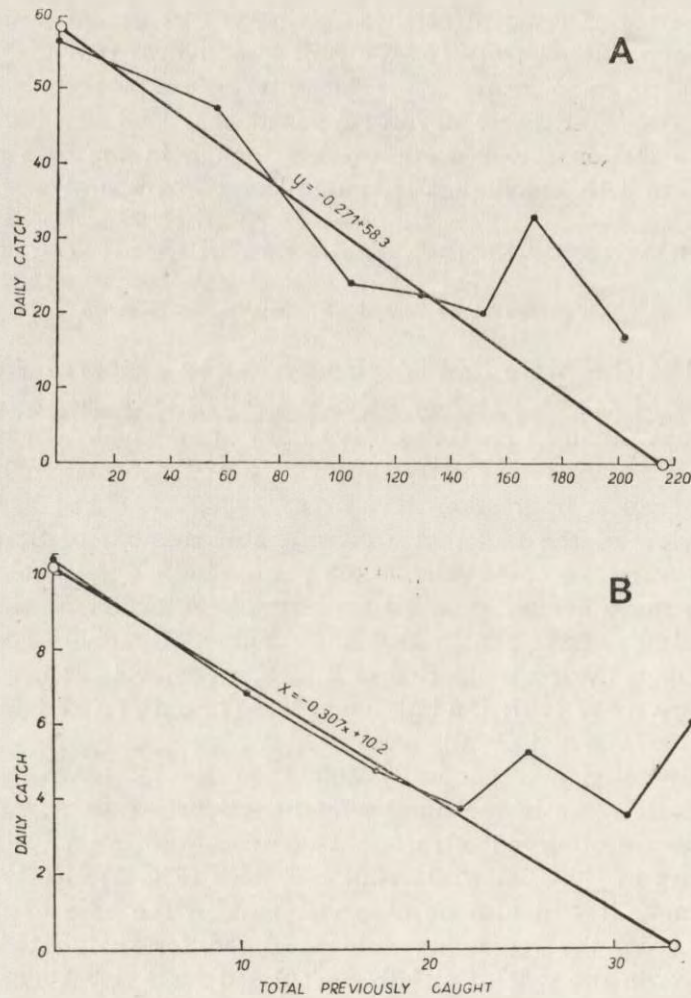 60
A
50
40
y = -0.271+58.3
30
DAILY CATCH
20
10
0
20 40 60 80 100 120 140 160 180 200 220
10
B
8
X = -0.307x+10.2
6
DAILY CATCH
4
2
0
10 20 30
TOTAL PREVIOUSLY CAUGHT